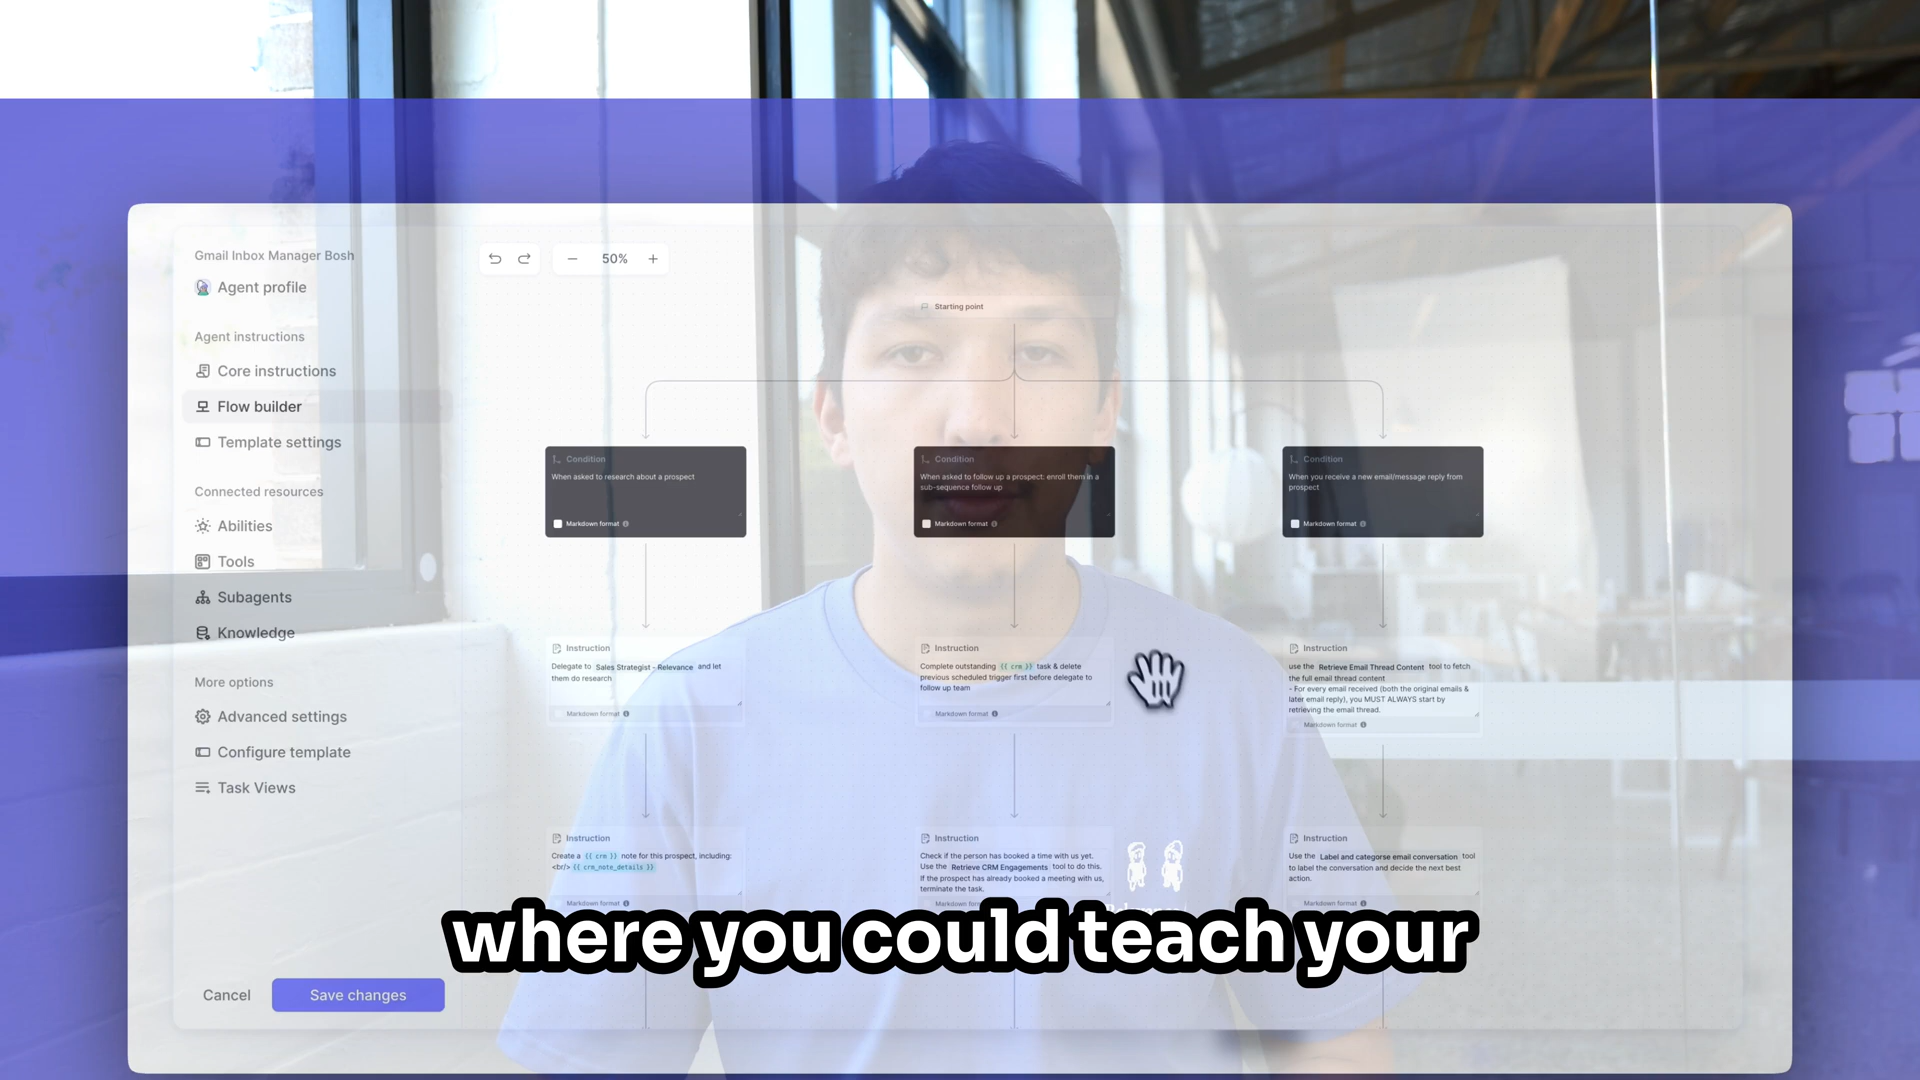 Gmail Inbox Manager Bosh
Agent profile
Agent instructions
Core instructions
Flow builder
Template settings
Connected resources
Abilities
Tools
Subagents
Knowledge
More options
Advanced settings
Configure template
Task Views
Cancel
Save changes
50%
Starting point
Condition
When asked to research about a prospect
Markdown format
Condition
When asked to follow up a prospect: enroll them in a
sub-sequence follow up
Markdown format
Condition
When you receive a new email/message reply from
prospect
Markdown format
Instruction
Delegate to Sales Strategist - Relevance and let
them do research
Markdown format
Instruction
Complete outstanding {{ crm }} task & delete
previous scheduled trigger first before delegate to
follow up team
Markdown format
Instruction
use the Retrieve Email Thread Content tool to fetch
the full email thread content
- For every email received (both the original emails &
later email reply), you MUST ALWAYS start by
retrieving the email thread.
Markdown format
Instruction
Create a {{ crm }} note for this prospect, including:
<br/> {{ crm_note_details }}
Markdown format
Instruction
Check if the person has booked a time with us yet.
Use the Retrieve CRM Engagements tool to do this.
If the prospect has already booked a meeting with us,
terminate the task.
Instruction
Use the Label and categorse email conversation tool
to label the conversation and decide the next best
action.
Markdown format
where you could teach your